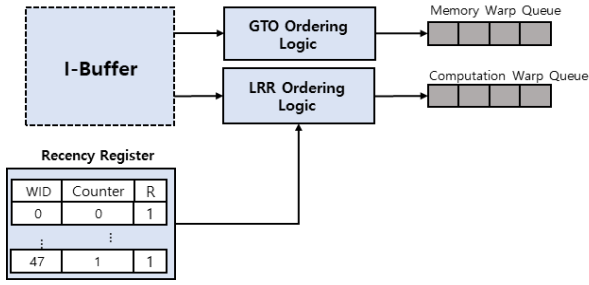 Memory Warp Queue
GTO Ordering
Logic
I-Buffer
Computation Warp Queue
LRR Ordering
Logic
Recency Register
WID Counter R
0 0 1
⋮ ⋮
47 1 1